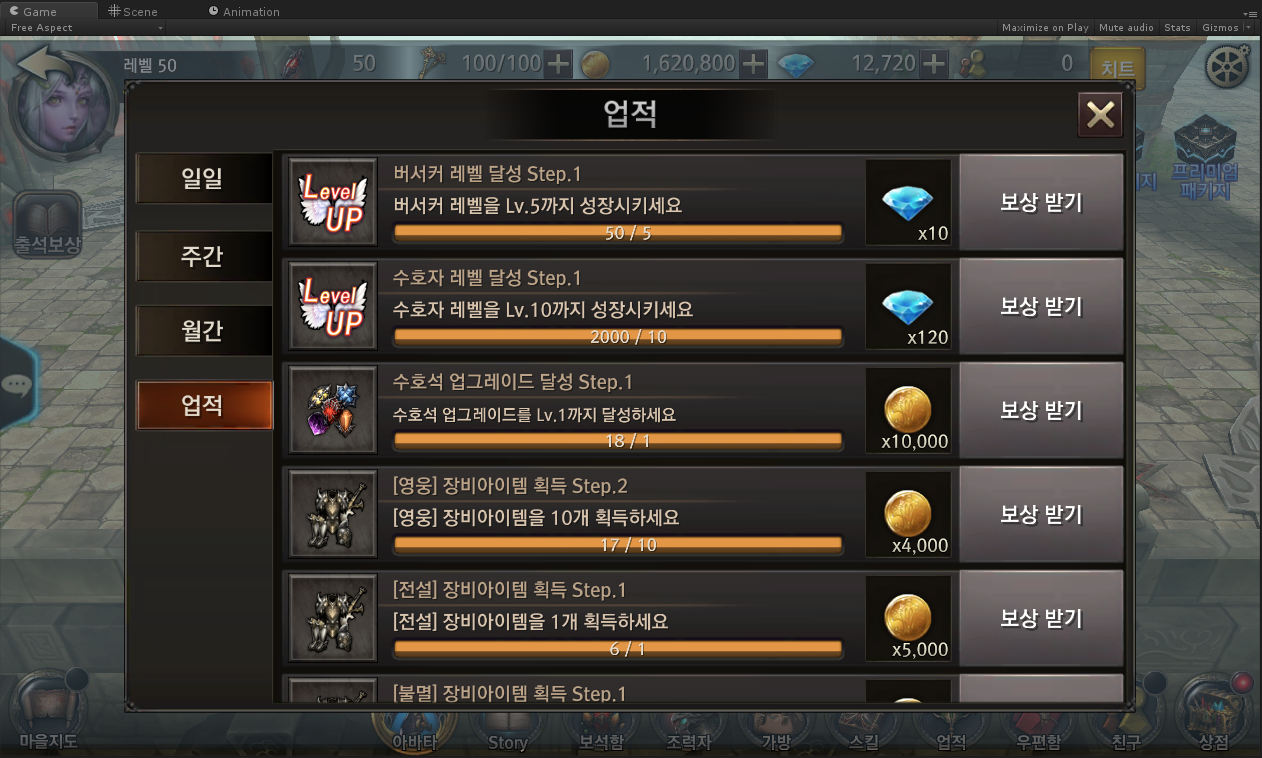 Game
Scene
Animation
Free Aspect
Maximize on Play
Mute audio
Stats
Gizmos
레벨 50
50
100/100
1,620,800
12,720
0
치트
업적
일일
주간
월간
업적
출석보상
프리미엄
패키지
버서커 레벨 달성 Step.1
버서커 레벨을 Lv.5까지 성장시키세요
50 / 5
x10
보상 받기
Level
UP
수호자 레벨 달성 Step.1
수호자 레벨을 Lv.10까지 성장시키세요
2000 / 10
x120
보상 받기
Level
UP
수호석 업그레이드 달성 Step.1
수호석 업그레이드를 Lv.1까지 달성하세요
18 / 1
x10,000
보상 받기
[영웅] 장비아이템 획득 Step.2
[영웅] 장비아이템을 10개 획득하세요
17 / 10
x4,000
보상 받기
[전설] 장비아이템 획득 Step.1
[전설] 장비아이템을 1개 획득하세요
6 / 1
x5,000
보상 받기
[불멸] 장비아이템 획득 Step.1
마을지도
아바타
Story
보석함
조력자
가방
스킬
업적
우편함
친구
상점